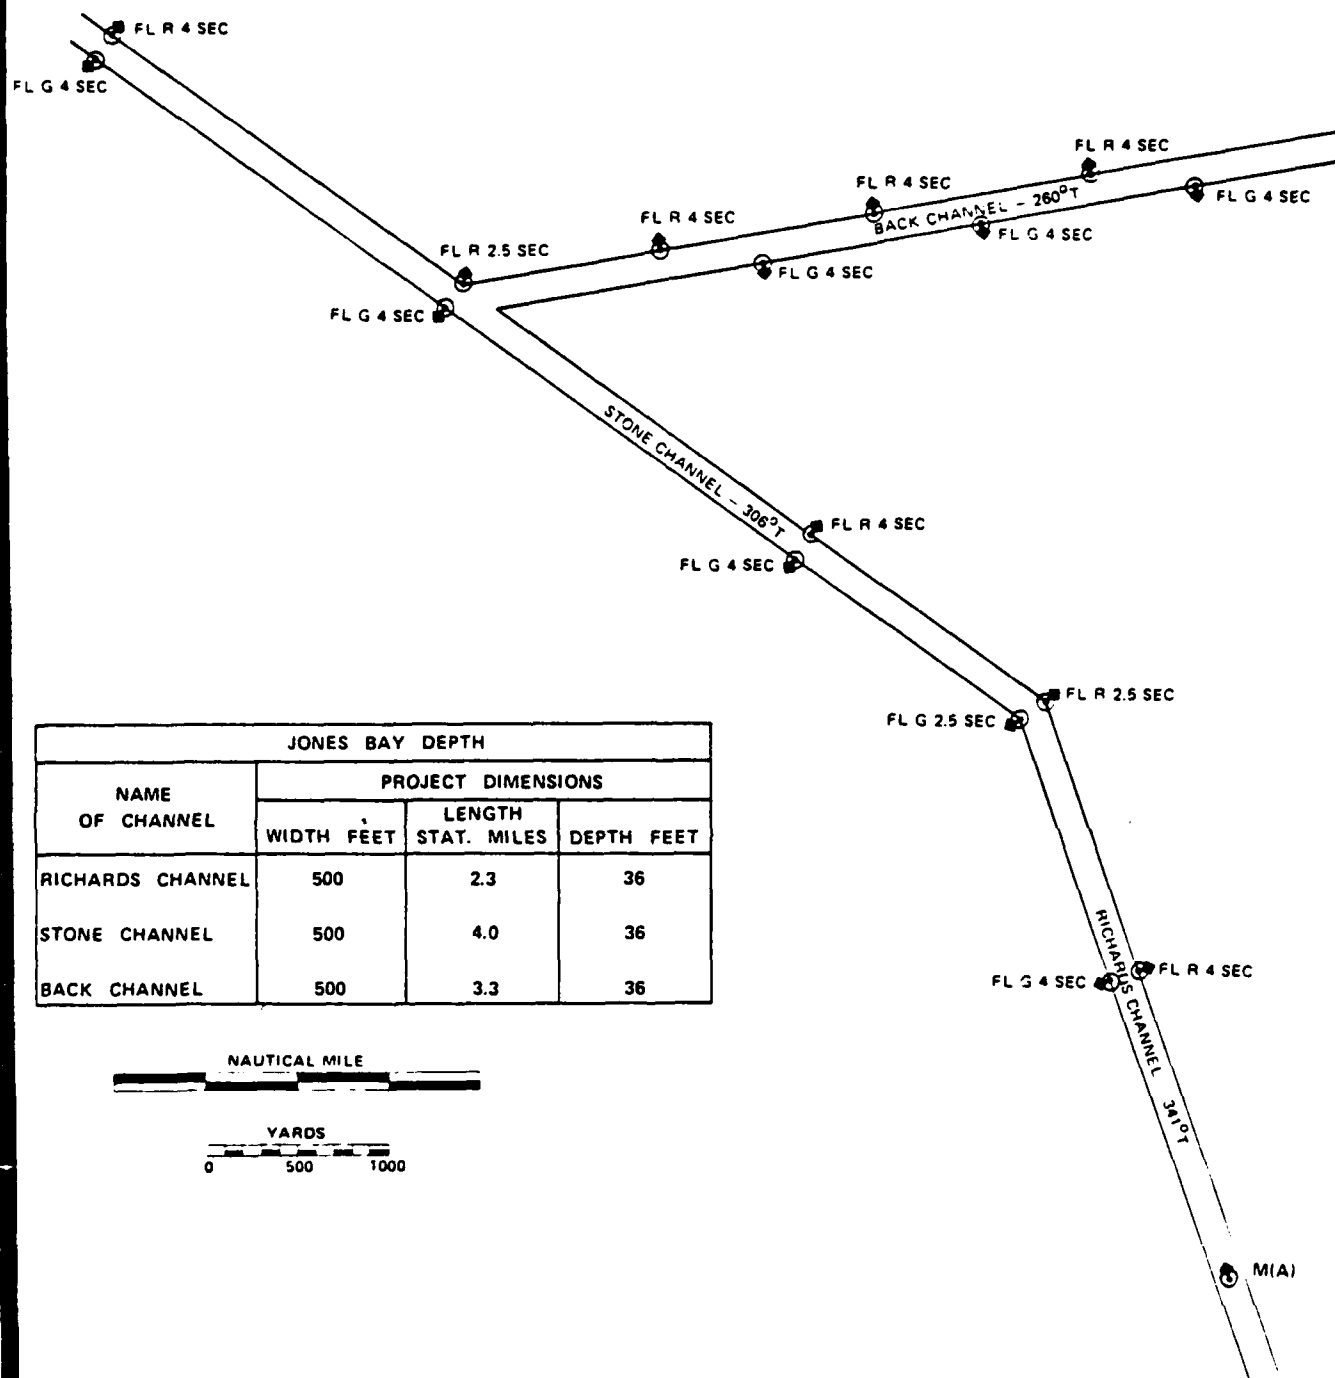 FL R 4 SEC
FL G 4 SEC
FL R 4 SEC
FL R 4 SEC
BACK CHANNEL - 260°T
FL G 4 SEC
FL R 4 SEC
FL G 4 SEC
FL R 2.5 SEC
FL G 4 SEC
FL G 4 SEC
STONE CHANNEL - 306°T
FL R 4 SEC
FL G 4 SEC
FL R 2.5 SEC
FL G 2.5 SEC
JONES BAY DEPTH
NAME OF CHANNEL
PROJECT DIMENSIONS
WIDTH FEET
LENGTH STAT. MILES
DEPTH FEET
RICHARDS CHANNEL 500 2.3 36
STONE CHANNEL 500 4.0 36
BACK CHANNEL 500 3.3 36
RICHARDS CHANNEL 341°T
FL G 4 SEC
FL R 4 SEC
NAUTICAL MILE
YARDS
0 500 1000
M(A)